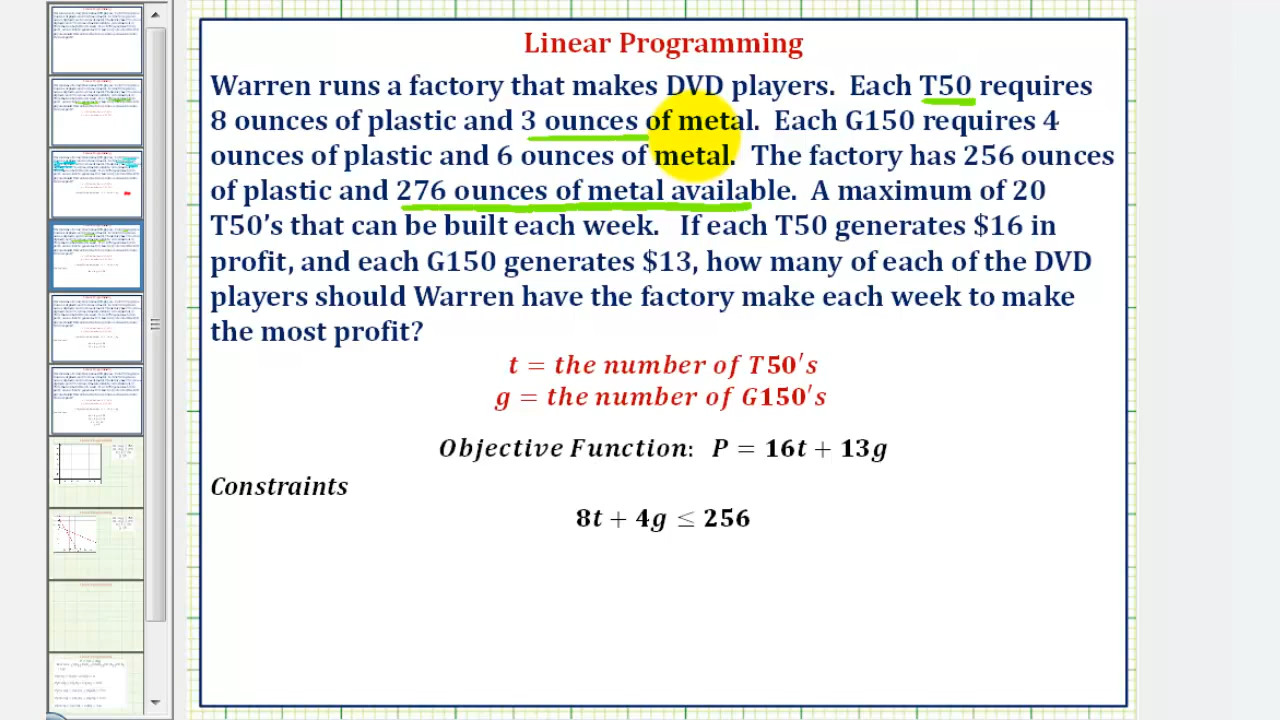 Linear Programming
Warren runs a factory that makes DVD players. Each T50 requires
8 ounces of plastic and 3 ounces of metal. Each G150 requires 4
ounces of plastic and 6 ounces of metal. The factory has 256 ounces
of plastic and 276 ounces of metal available. A maximum of 20
T50's that can be built each week. If each T50 generates $16 in
profit, and each G150 generates $13, how many of each of the DVD
players should Warren have the factory make each week to make
the most profit?
t = the number of T50's
g = the number of G150's
Objective Function: P = 16t + 13g
Constraints
8t + 4g ≤ 256